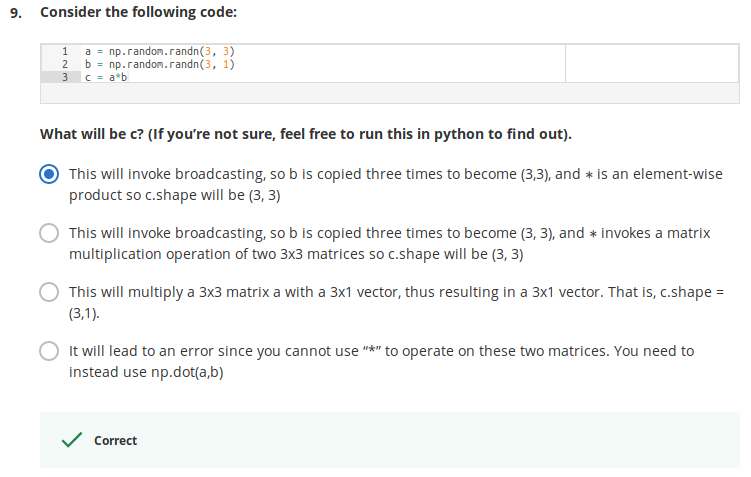 9. Consider the following code:
1 a = np.random.randn(3, 3)
2 b = np.random.randn(3, 1)
3 c = a*b
What will be c? (If you’re not sure, feel free to run this in python to find out).
This will invoke broadcasting, so b is copied three times to become (3,3), and * is an element-wise
product so c.shape will be (3, 3)
This will invoke broadcasting, so b is copied three times to become (3, 3), and * invokes a matrix
multiplication operation of two 3x3 matrices so c.shape will be (3, 3)
This will multiply a 3x3 matrix a with a 3x1 vector, thus resulting in a 3x1 vector. That is, c.shape =
(3,1).
It will lead to an error since you cannot use “*” to operate on these two matrices. You need to
instead use np.dot(a,b)
Correct